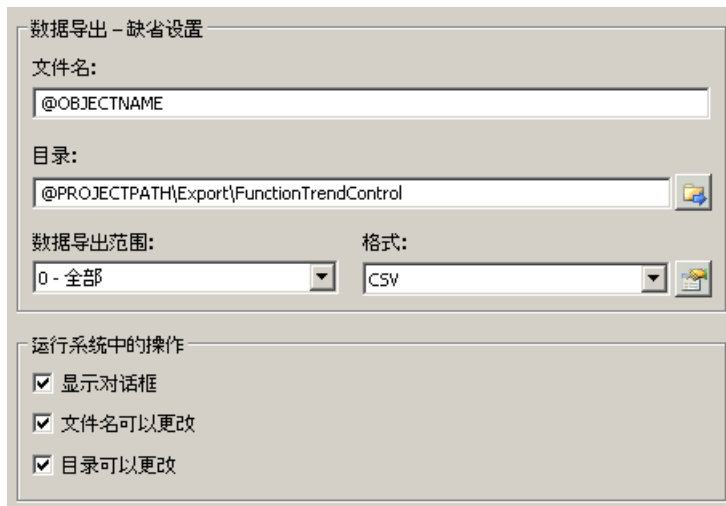 数据导出 – 缺省设置
文件名:
@OBJECTNAME
目录:
@PROJECTPATH\Export\FunctionTrendControl
数据导出范围: 格式:
0 - 全部 CSV
运行系统中的操作
显示对话框
文件名可以更改
目录可以更改